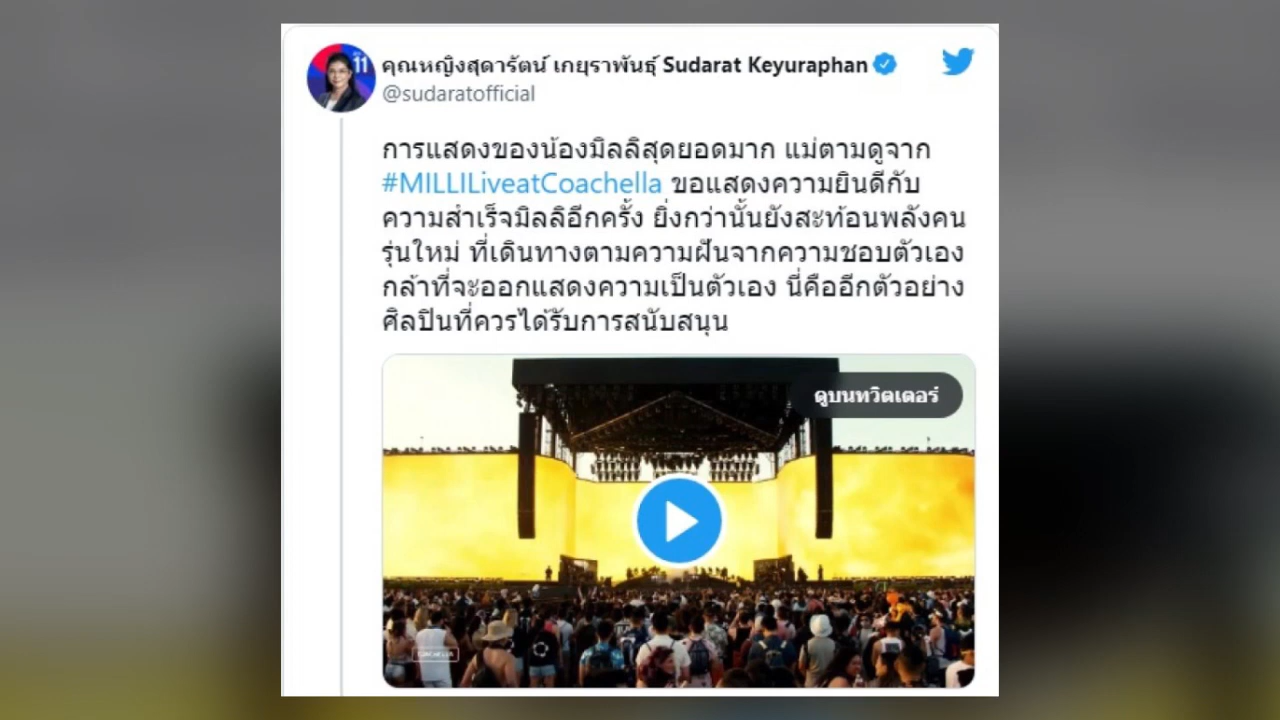 คุณหญิงสุดารัตน์ เกยุราพันธุ์ Sudarat Keyuraphan
@sudaratofficial
11
การแสดงของน้องมิลลิสุดยอดมาก แม่ตามดูจาก
#MILLILiveatCoachella ขอแสดงความยินดีกับ
ความสำเร็จมิลลิอีกครั้ง ยิ่งกว่านั้นยังสะท้อนพลังคน
รุ่นใหม่ ที่เดินทางตามความฝันจากความชอบตัวเอง
กล้าที่จะออกแสดงความเป็นตัวเอง นี่คืออีกตัวอย่าง
ศิลปินที่ควรได้รับการสนับสนุน
ดูบนทวิตเตอร์
COACHELLA